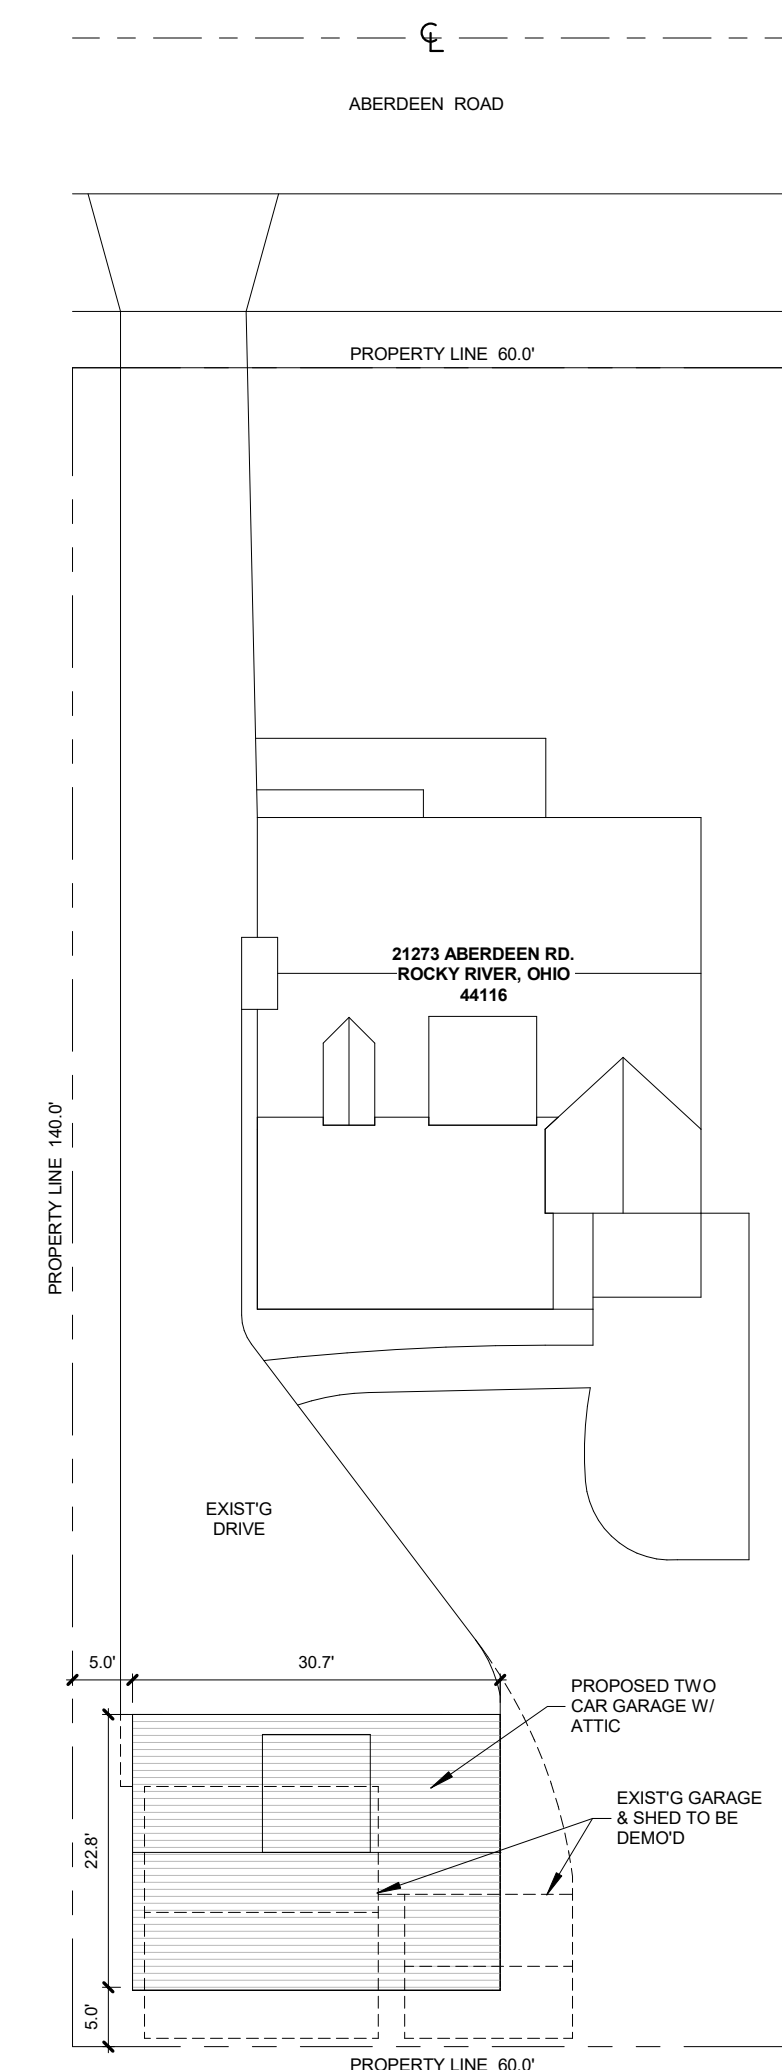 ℄
ABERDEEN ROAD
PROPERTY LINE 60.0'
21273 ABERDEEN RD.
ROCKY RIVER, OHIO
44116
PROPERTY LINE 140.0'
EXIST'G
DRIVE
5.0'
30.7'
PROPOSED TWO
CAR GARAGE W/
ATTIC
EXIST'G GARAGE
& SHED TO BE
DEMO'D
22.8'
5.0'
PROPERTY LINE 60.0'